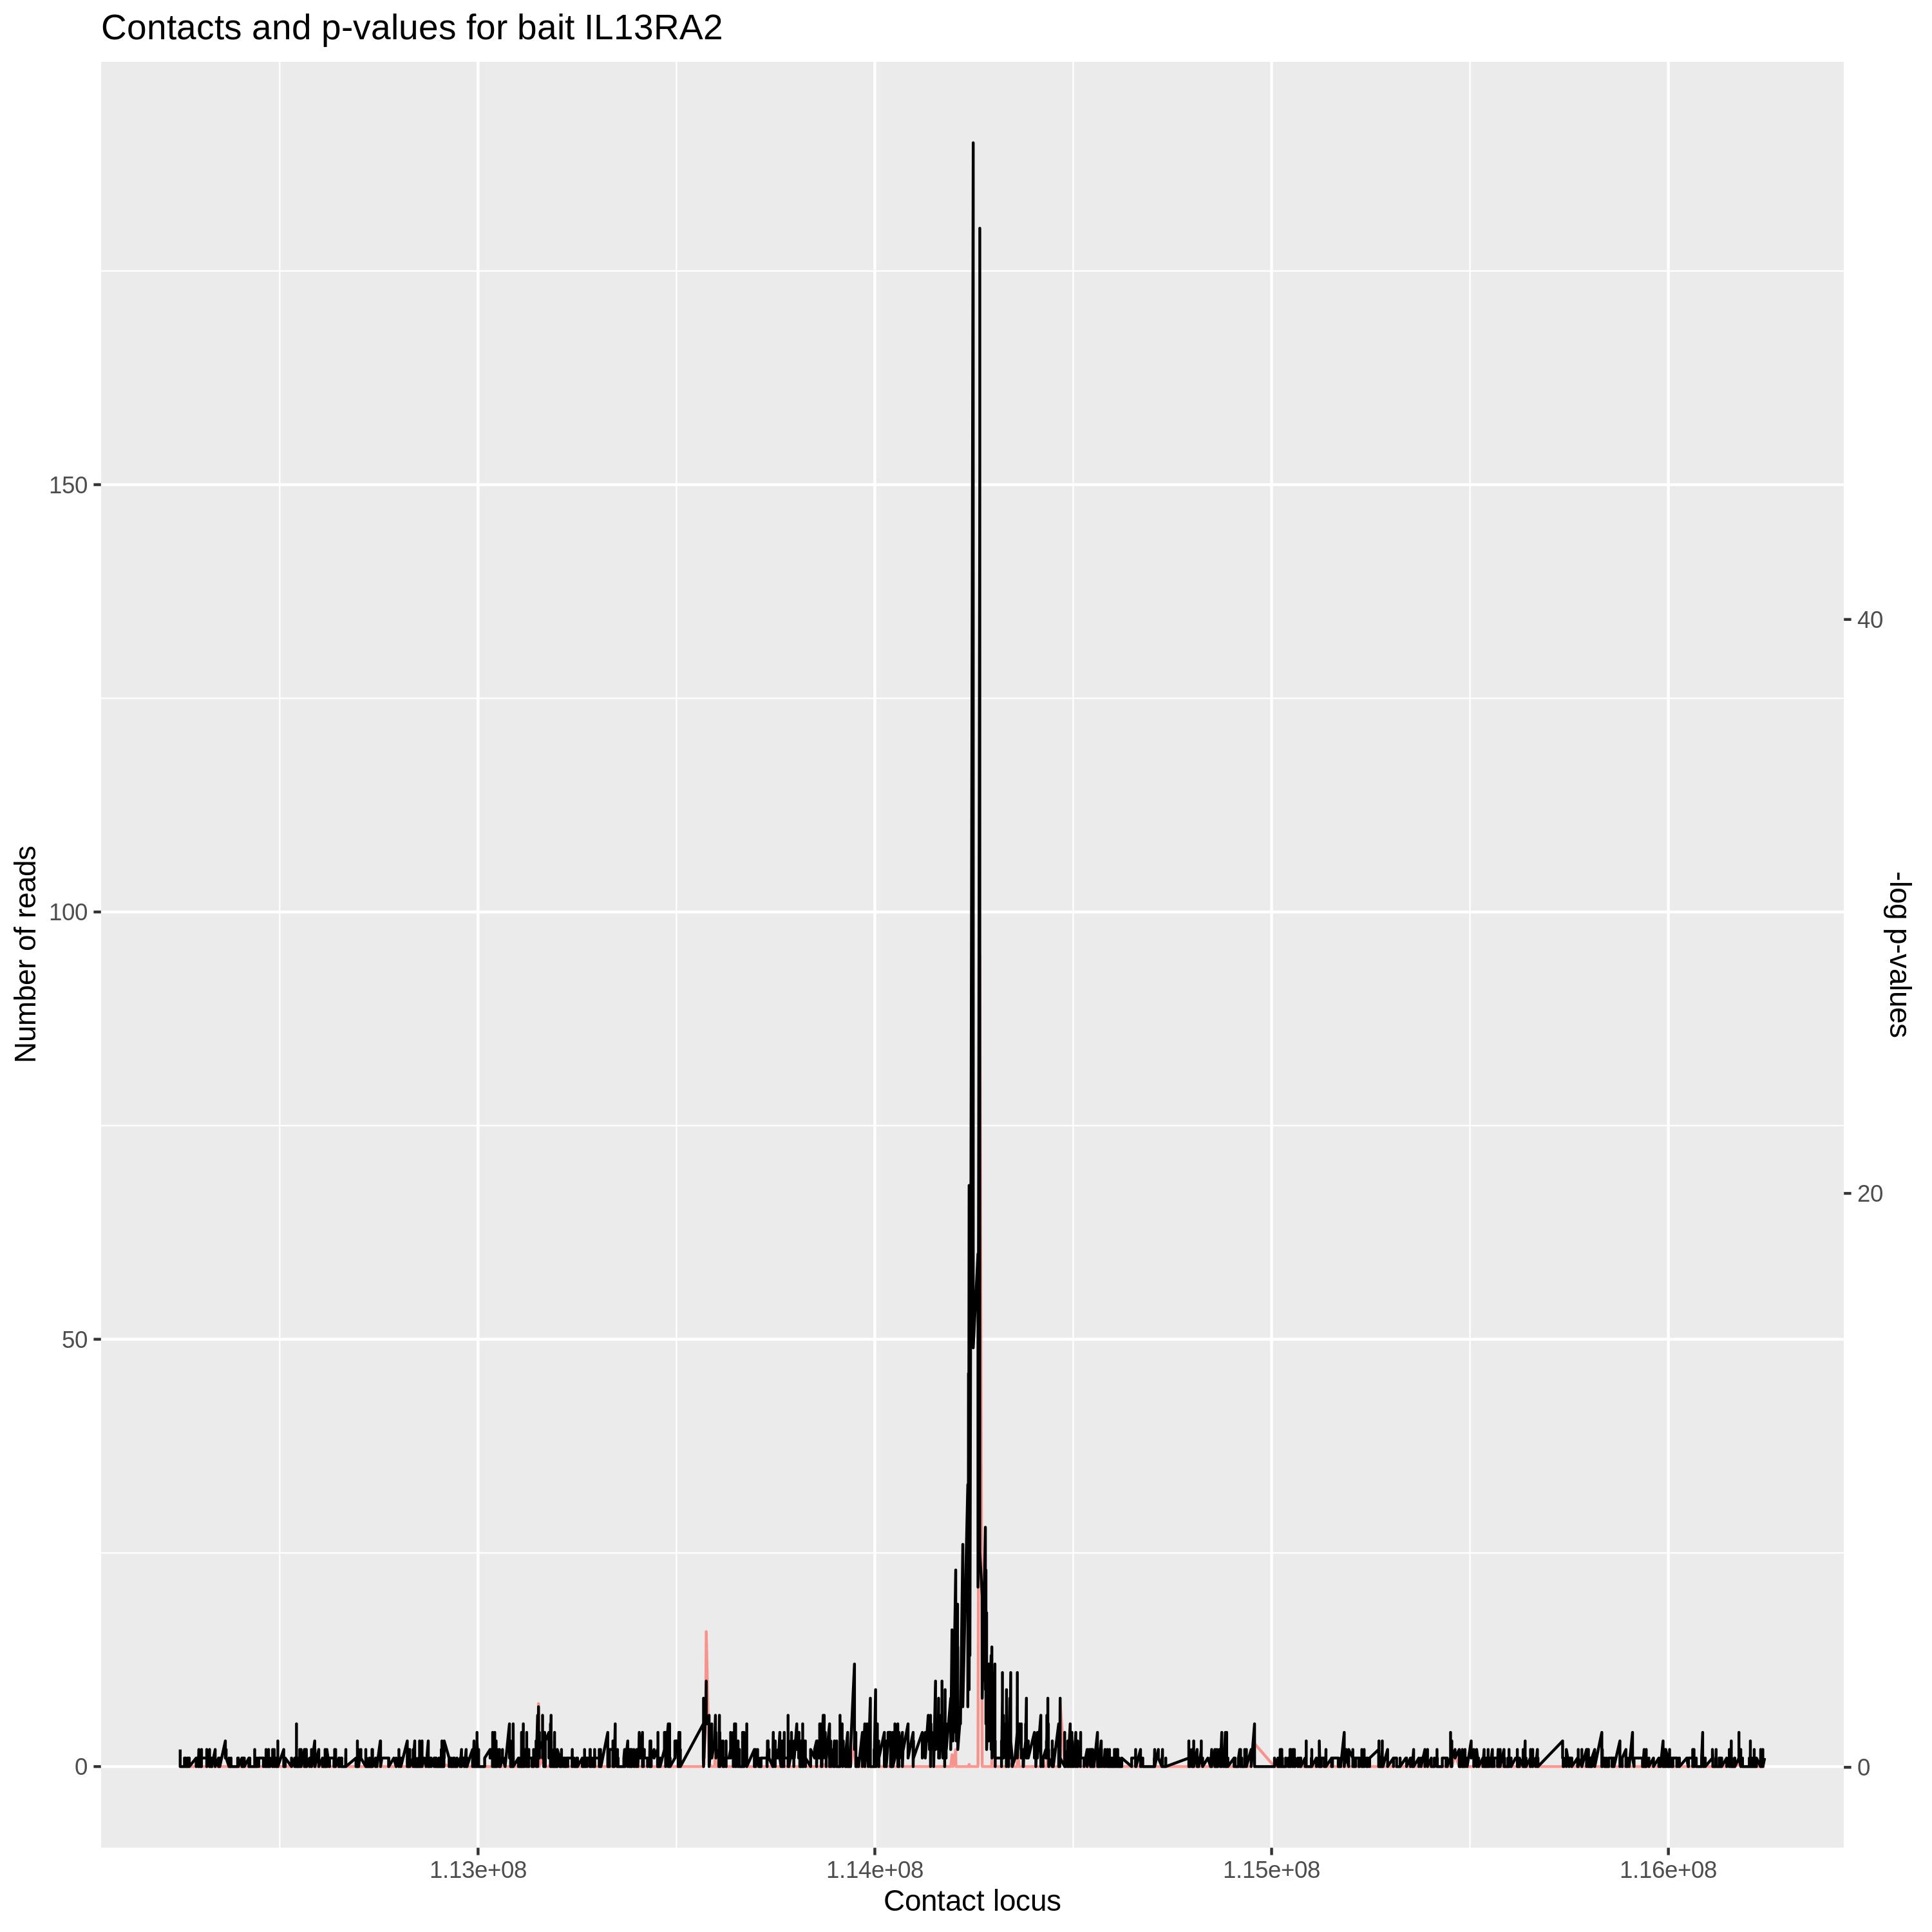 Contacts and p-values for bait IL13RA2
Number of reads
150
100
50
0
40
20
0
-log p-values
1.13e+08
1.14e+08
1.15e+08
1.16e+08
Contact locus